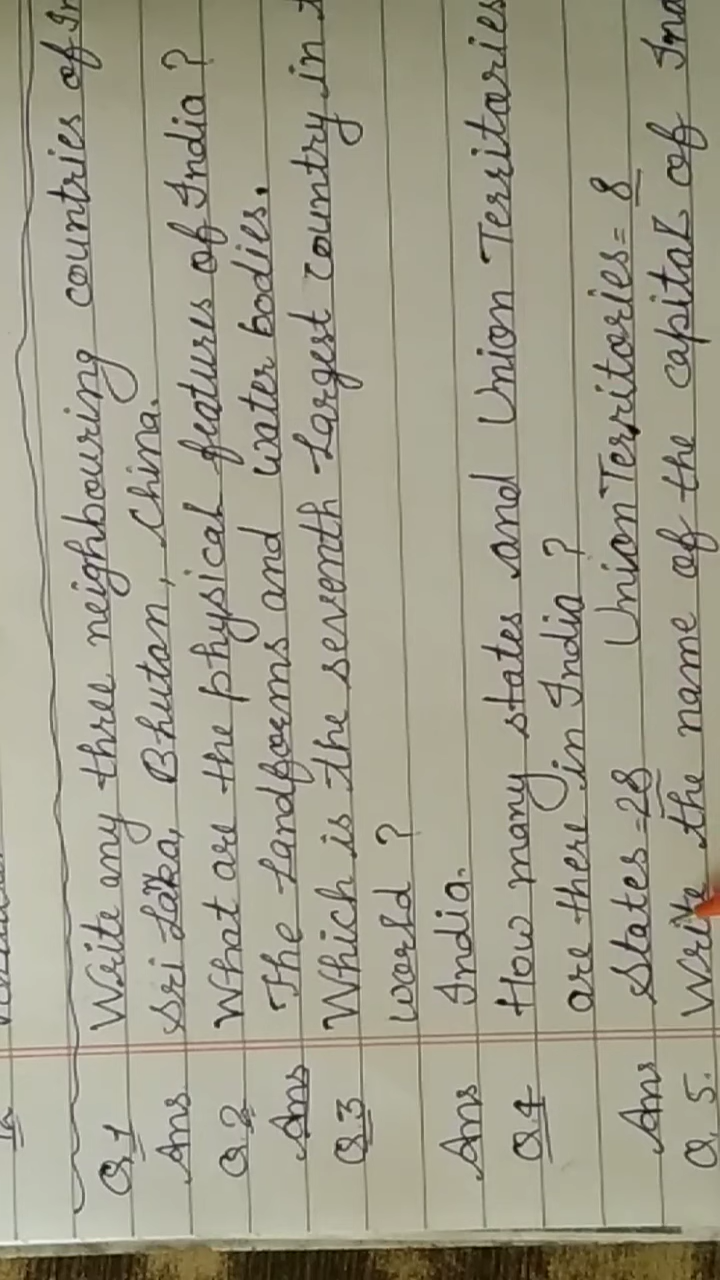 Q.1 Write any three neighbouring countries of In
Ans. Sri Lanka, Bhutan, China.
Q.2 What are the physical features of India?
Ans The Landforms and water bodies.
Q.3 Which is the seventh Largest country in
world?
Ans India.
Q.4 How many states and Union Territories
are there in India?
Ans States=28 Union Territories=8
Q.5. Write the name of the capital of Ind